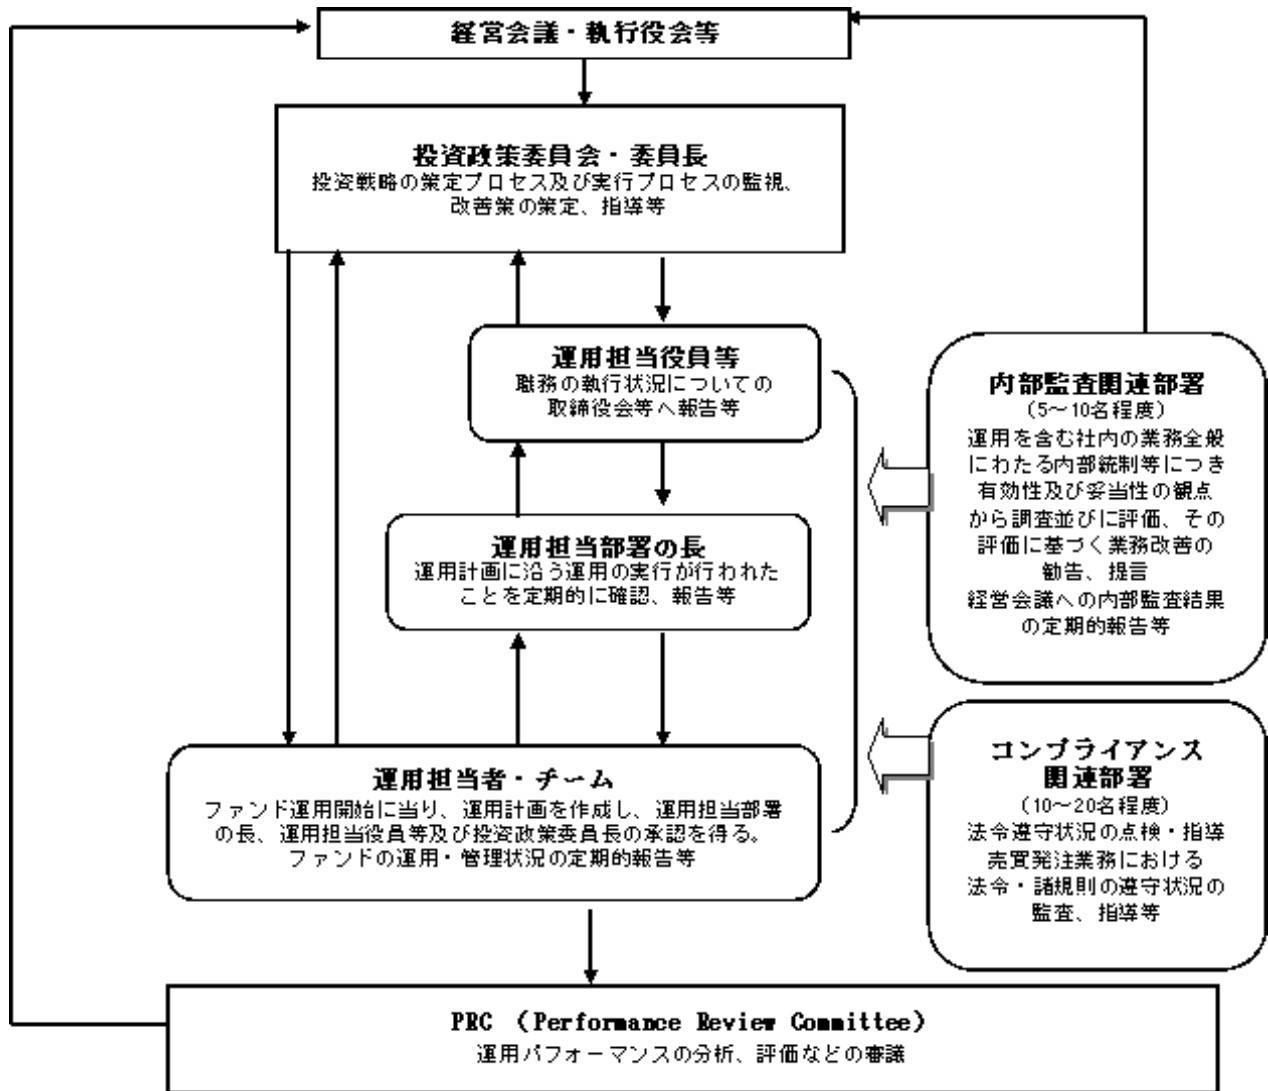 経営会議・執行役会等
投資政策委員会・委員長
投資戦略の策定プロセス及び実行プロセスの監視、
改善策の策定、指導等
運用担当役員等
職務の執行状況についての
取締役会等へ報告等
運用担当部署の長
運用計画に沿う運用の実行が行われた
ことを定期的に確認、報告等
運用担当者・チーム
ファンド運用開始に当り、運用計画を作成し、運用担当部署
の長、運用担当役員等及び投資政策委員長の承認を得る。
ファンドの運用・管理状況の定期的報告等
内部監査関連部署
(5～10名程度)
運用を含む社内の業務全般
にわたる内部統制等につき
有効性及び妥当性の観点
から調査並びに評価、その
評価に基づく業務改善の
勧告、提言
経営会議への内部監査結果
の定期的報告等
コンプライアンス
関連部署
(10～20名程度)
法令遵守状況の点検・指導
売買発注業務における
法令・諸規則の遵守状況の
監査、指導等
PRC (Performance Review Committee)
運用パフォーマンスの分析、評価などの審議